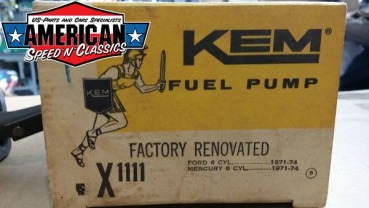 US-PARTS AND CARS SPECIALISTS
AMERICAN
SPEED'N'CLASSICS
KEM®
FUEL PUMP
KEM
FACTORY RENOVATED
X1111
FORD 6 CYL. 1971-74
MERCURY 6 CYL. 1971-74